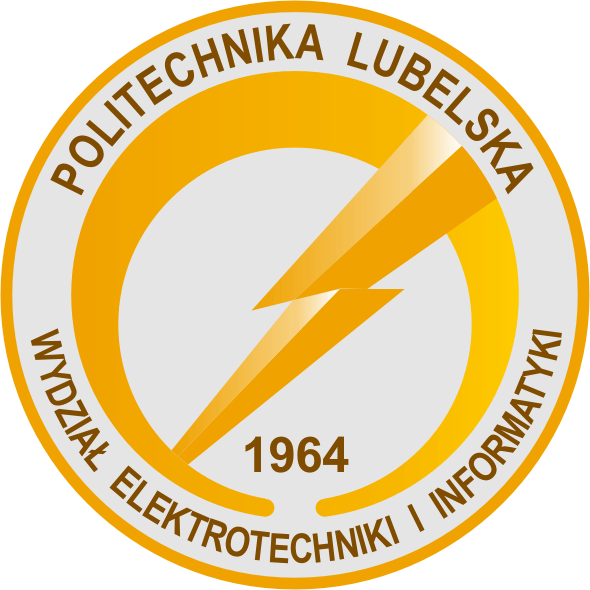 POLITECHNIKA LUBELSKA
1964
WYDZIAŁ ELEKTROTECHNIKI I INFORMATYKI